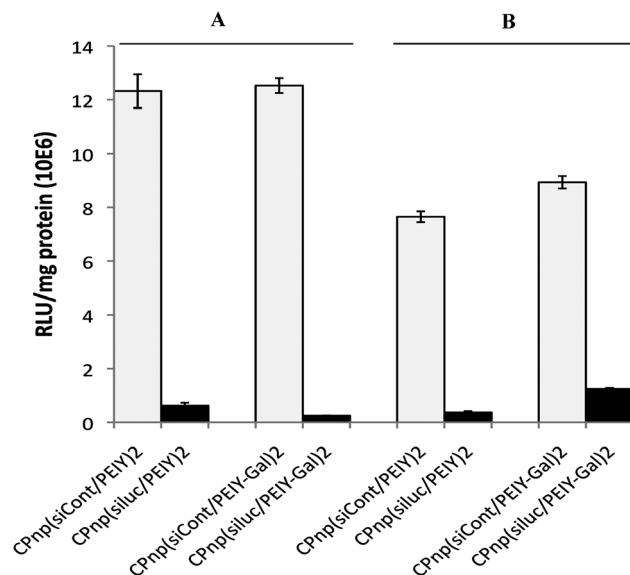 A
B
14
12
10
8
6
4
2
0
RLU/mg protein (10E6)
CPnp(siCont/PEIY)2
CPnp(siluc/PEIY)2
CPnp(siCont/PEIY-Gal)2
CPnp(siluc/PEIY-Gal)2
CPnp(siCont/PEIY)2
CPnp(siluc/PEIY)2
CPnp(siCont/PEIY-Gal)2
CPnp(siluc/PEIY-Gal)2